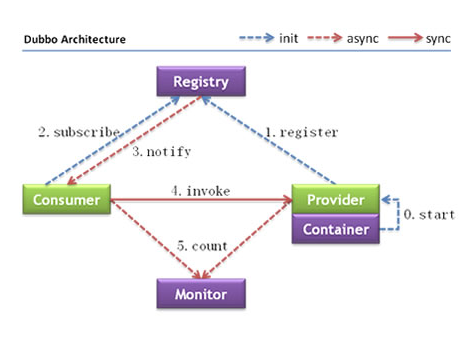 Dubbo Architecture
init
async
sync
Registry
2. subscribe
1. register
3. notify
Consumer
4. invoke
Provider
Container
0. start
5. count
Monitor